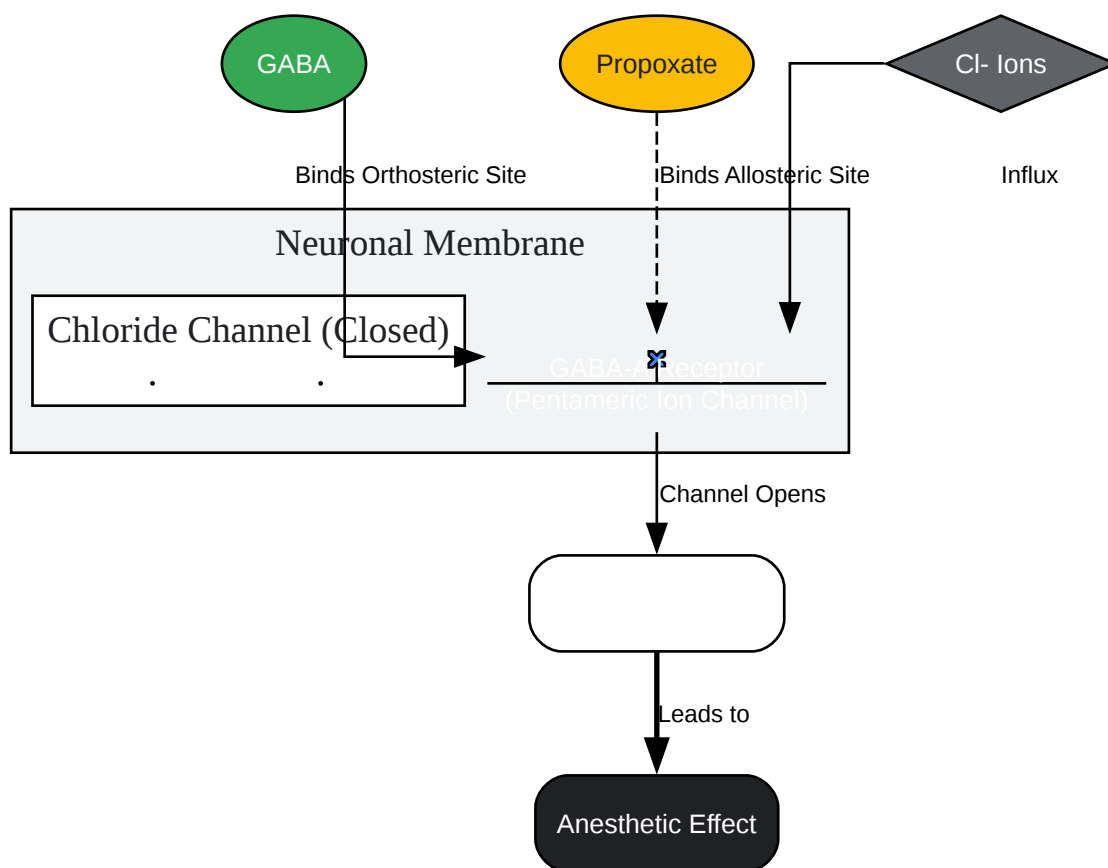 GABA
Propoxate
Cl- Ions
Binds Orthosteric Site
Binds Allosteric Site
Influx
Neuronal Membrane
Chloride Channel (Closed)
GABA-A Receptor
(Pentameric Ion Channel)
Channel Opens
Leads to
Anesthetic Effect